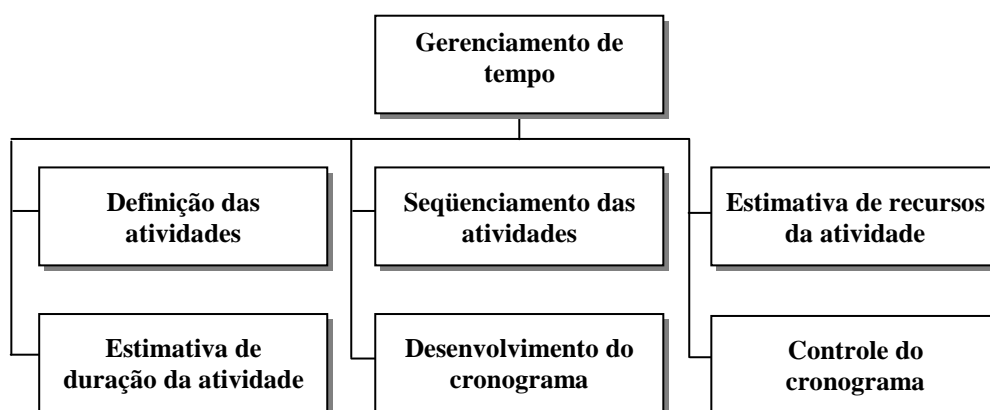 Gerenciamento de
tempo
Definição das
atividades
Seqüenciamento das
atividades
Estimativa de recursos
da atividade
Estimativa de
duração da atividade
Desenvolvimento do
cronograma
Controle do
cronograma